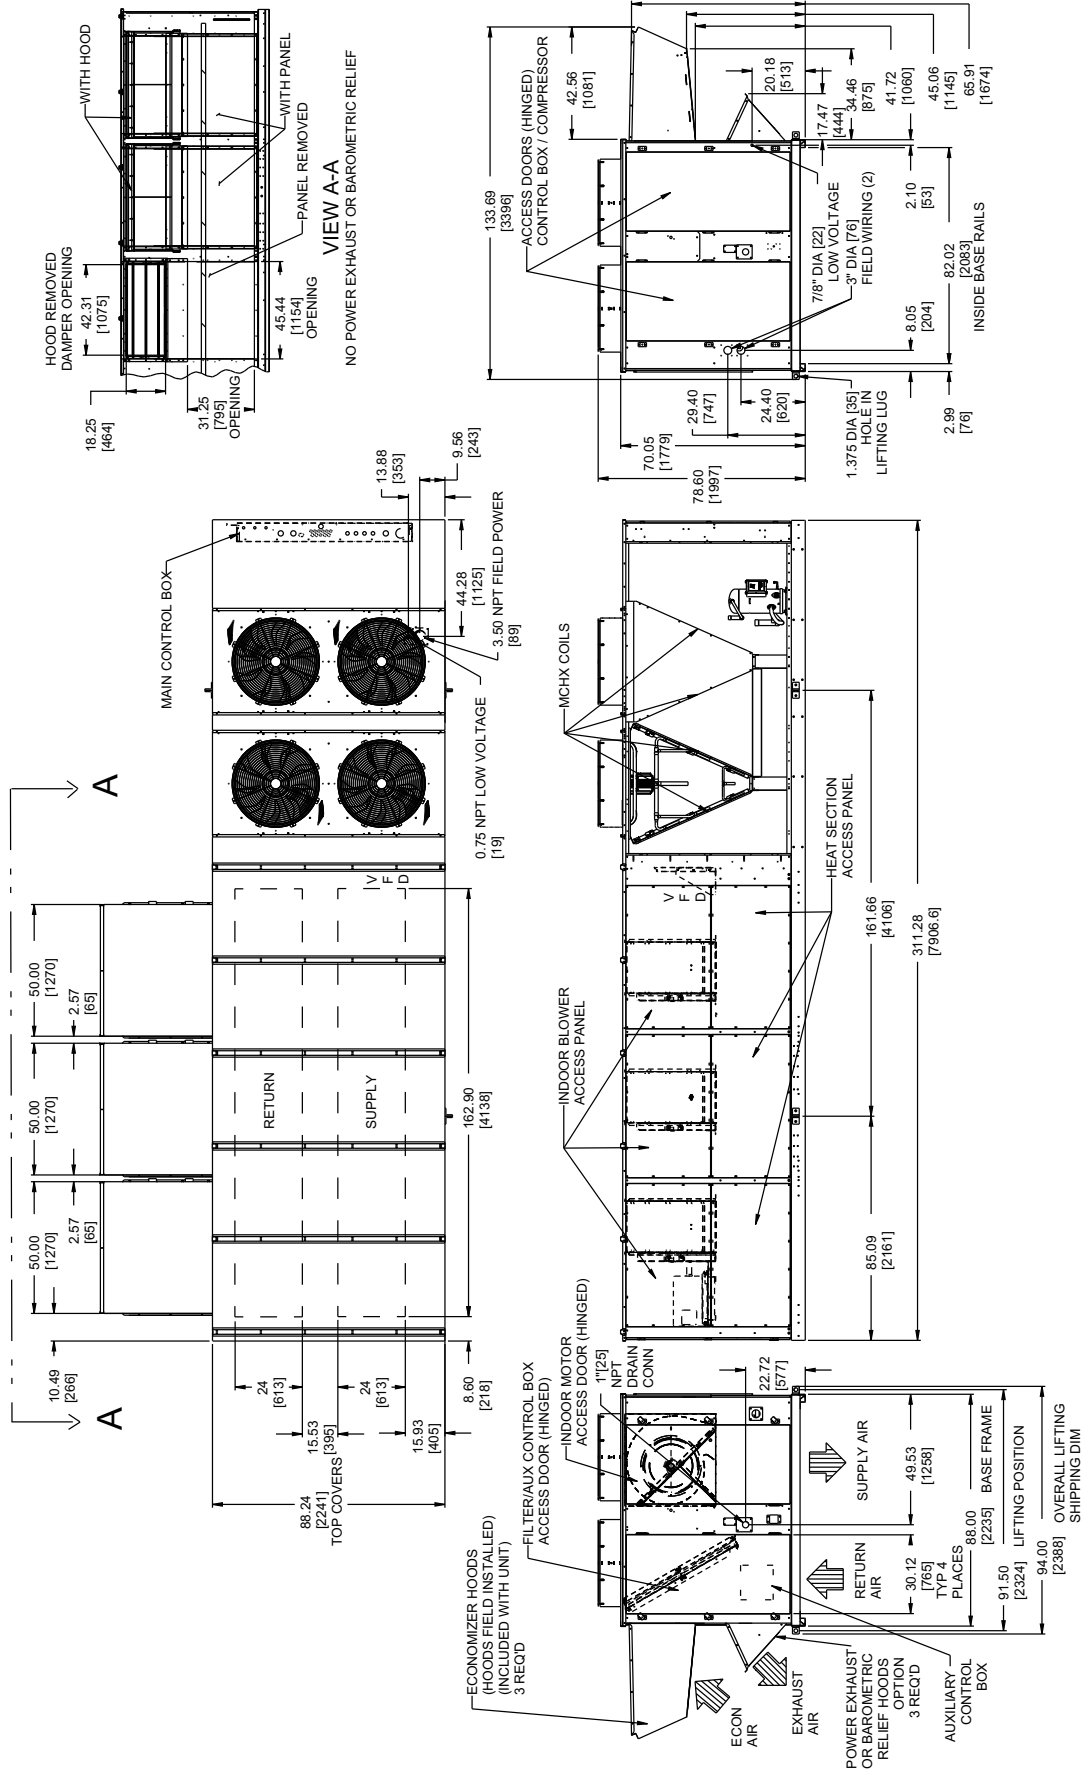 WITH HOOD
HOOD REMOVED
DAMPER OPENING
42.31
[1075]
18.25
[464]
31.25
[795]
OPENING
45.44
[1154]
OPENING
PANEL REMOVED
WITH PANEL
VIEW A-A
NO POWER EXHAUST OR BAROMETRIC RELIEF
A
A
10.49
[266]
50.00
[1270]
2.57
[65]
50.00
[1270]
2.57
[65]
50.00
[1270]
MAIN CONTROL BOX
13.88
[353]
9.56
[243]
44.28
[1125]
3.50 NPT FIELD POWER
[89]
0.75 NPT LOW VOLTAGE
[19]
RETURN
SUPPLY
V
F
D
162.90
[4138]
24
[613]
15.53
[395]
24
[613]
15.93
[405]
8.60
[218]
88.24
[2241]
TOP COVERS
133.69
[3396]
42.56
[1081]
ACCESS DOORS (HINGED)
CONTROL BOX / COMPRESSOR
20.18
[513]
17.47
[444]
34.46
[875]
41.72
[1060]
45.06
[1145]
65.91
[1674]
7/8" DIA [22]
LOW VOLTAGE
3" DIA [76]
FIELD WIRING (2)
2.10
[53]
82.02
[2083]
INSIDE BASE RAILS
8.05
[204]
2.99
[76]
1.375 DIA [35]
HOLE IN
LIFTING LUG
24.40
[620]
29.40
[747]
70.05
[1779]
78.60
[1997]
INDOOR BLOWER
ACCESS PANEL
MCHX COILS
V
F
D
HEAT SECTION
ACCESS PANEL
85.09
[2161]
161.66
[4106]
311.28
[7906.6]
ECONOMIZER HOODS
(HOODS FIELD INSTALLED)
(INCLUDED WITH UNIT)
3 REQ'D
FILTER/AUX CONTROL BOX
ACCESS DOOR (HINGED)
INDOOR MOTOR
ACCESS DOOR (HINGED)
1"[25]
NPT
DRAIN
CONN
22.72
[577]
ECON
AIR
EXHAUST
AIR
POWER EXHAUST
OR BAROMETRIC
RELIEF HOODS
OPTION
3 REQ'D
AUXILIARY
CONTROL
BOX
RETURN
AIR
SUPPLY AIR
30.12
[765]
TYP 4
PLACES
49.53
[1258]
88.00
[2235]
BASE FRAME
91.50
[2324]
LIFTING POSITION
94.00
[2388]
OVERALL LIFTING
SHIPPING DIM